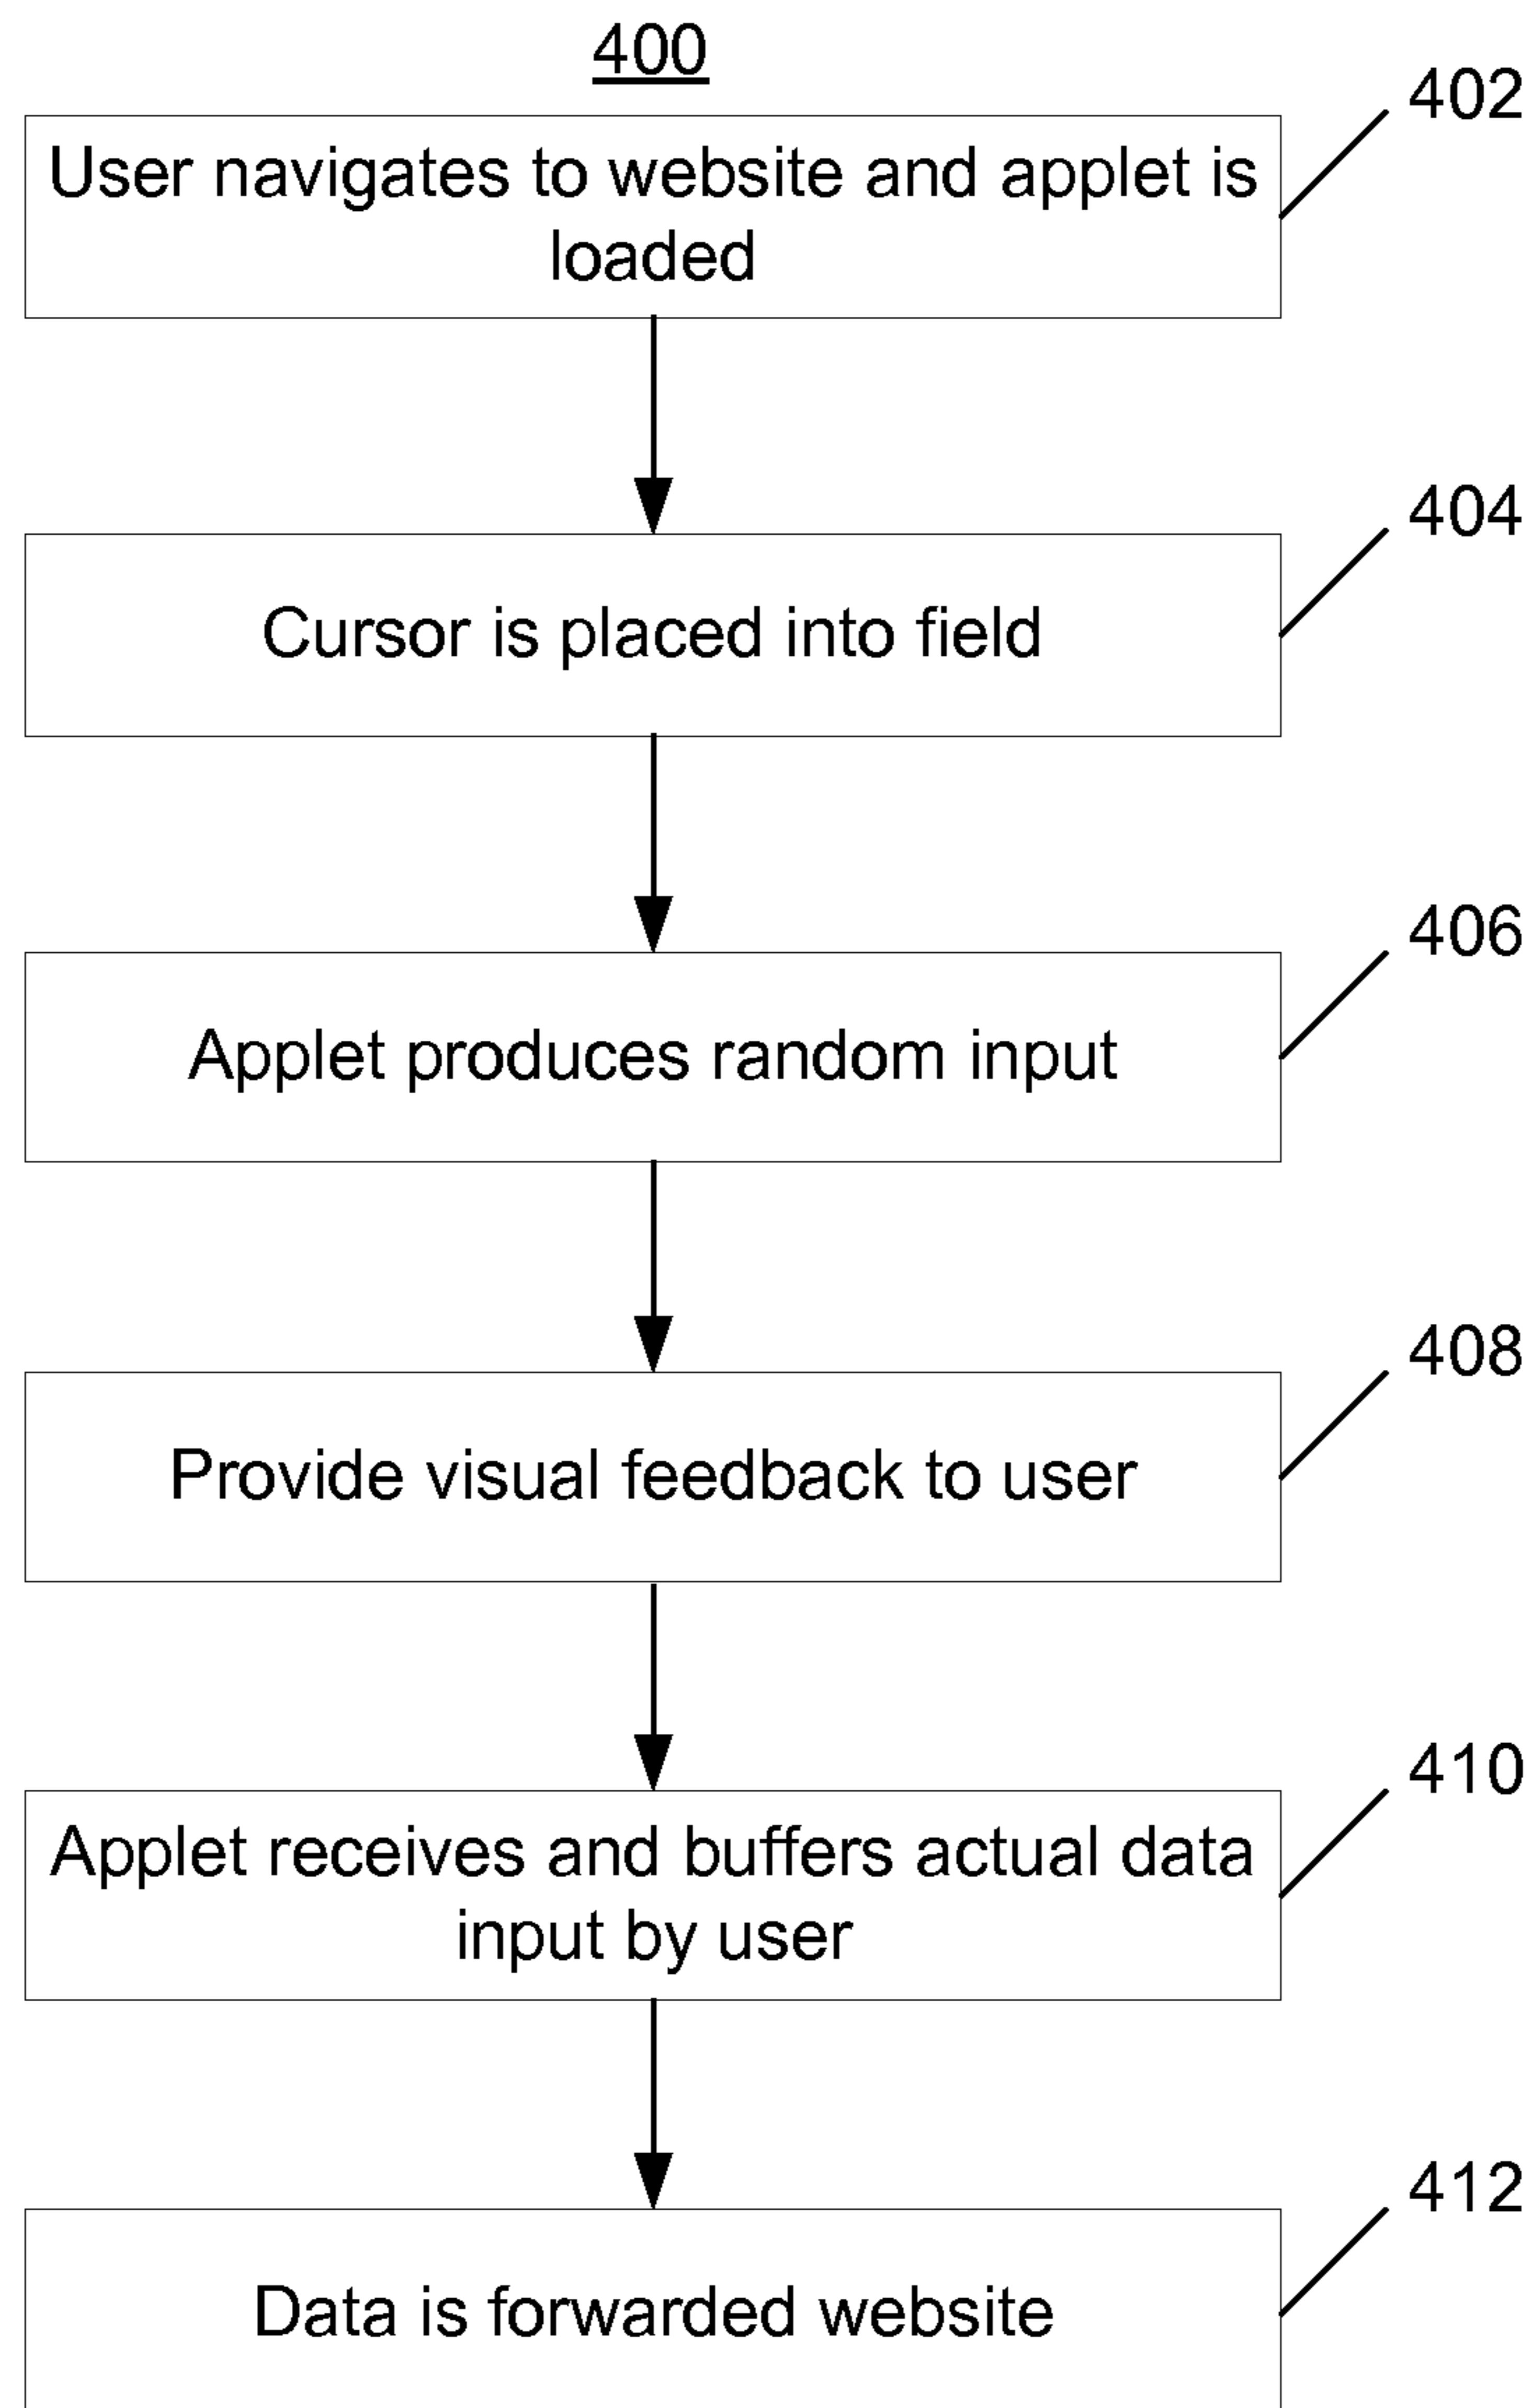 400
402
User navigates to website and applet is
loaded
404
Cursor is placed into field
406
Applet produces random input
408
Provide visual feedback to user
410
Applet receives and buffers actual data
input by user
412
Data is forwarded website